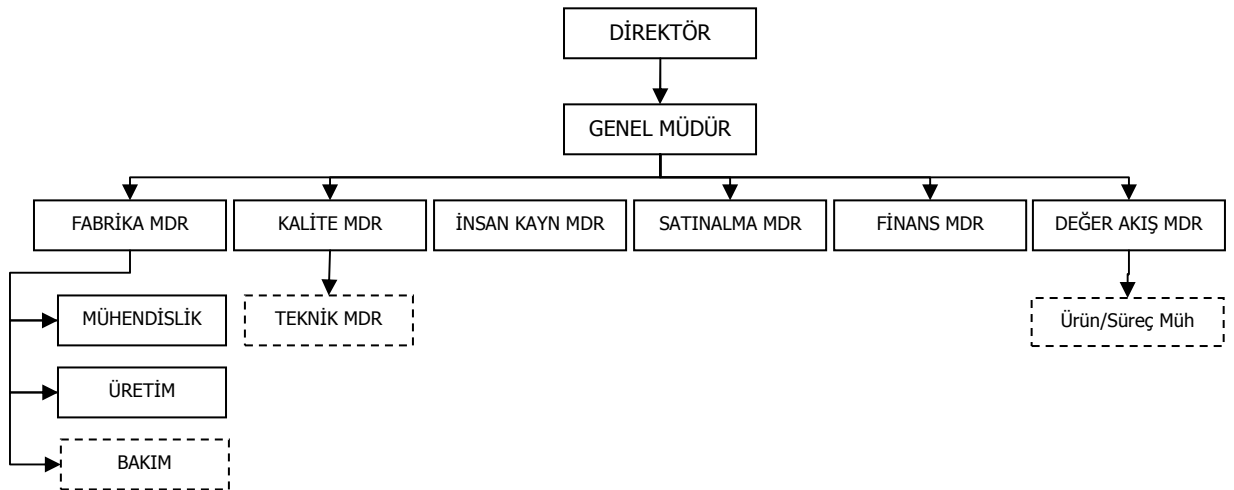 DİREKTÖR
GENEL MÜDÜR
FABRİKA MDR
KALİTE MDR
İNSAN KAYN MDR
SATINALMA MDR
FİNANS MDR
DEĞER AKIŞ MDR
MÜHENDİSLİK
TEKNİK MDR
Ürün/Süreç Müh
ÜRETİM
BAKIM